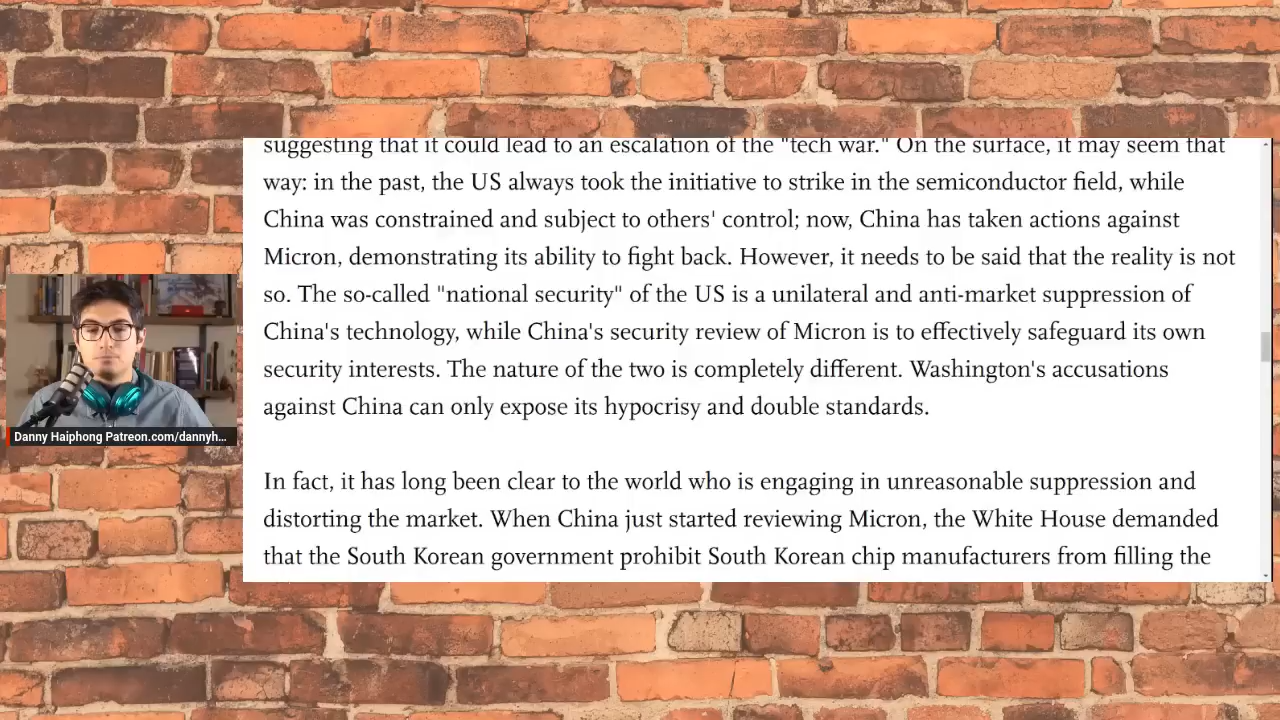 suggesting that it could lead to an escalation of the "tech war." On the surface, it may seem that
way: in the past, the US always took the initiative to strike in the semiconductor field, while
China was constrained and subject to others' control; now, China has taken actions against
Micron, demonstrating its ability to fight back. However, it needs to be said that the reality is not
so. The so-called "national security" of the US is a unilateral and anti-market suppression of
China's technology, while China's security review of Micron is to effectively safeguard its own
security interests. The nature of the two is completely different. Washington's accusations
against China can only expose its hypocrisy and double standards.
In fact, it has long been clear to the world who is engaging in unreasonable suppression and
distorting the market. When China just started reviewing Micron, the White House demanded
that the South Korean government prohibit South Korean chip manufacturers from filling the
Danny Haiphong Patreon.com/dannyh...